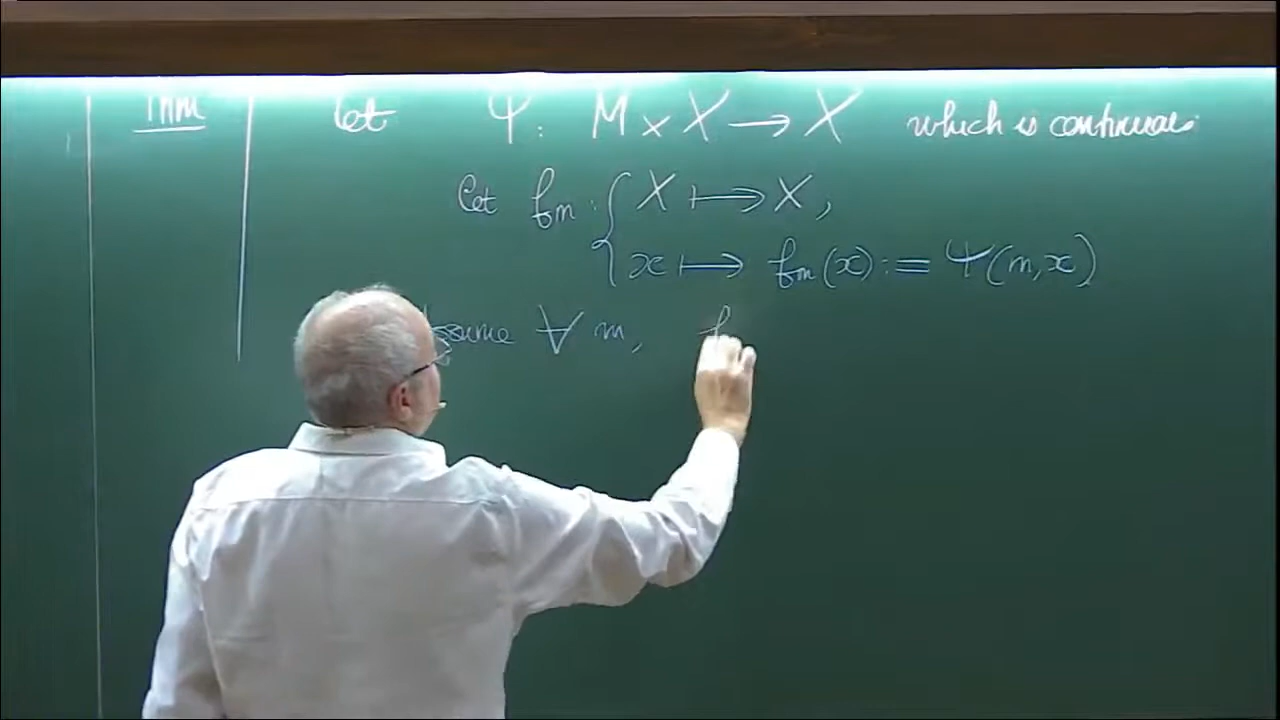 Thm let Ψ: M × X → X which is continuous.
let fm : { X ↦ X,
x ↦ fm(x) := Ψ(m,x)
Assume ∀ m, f